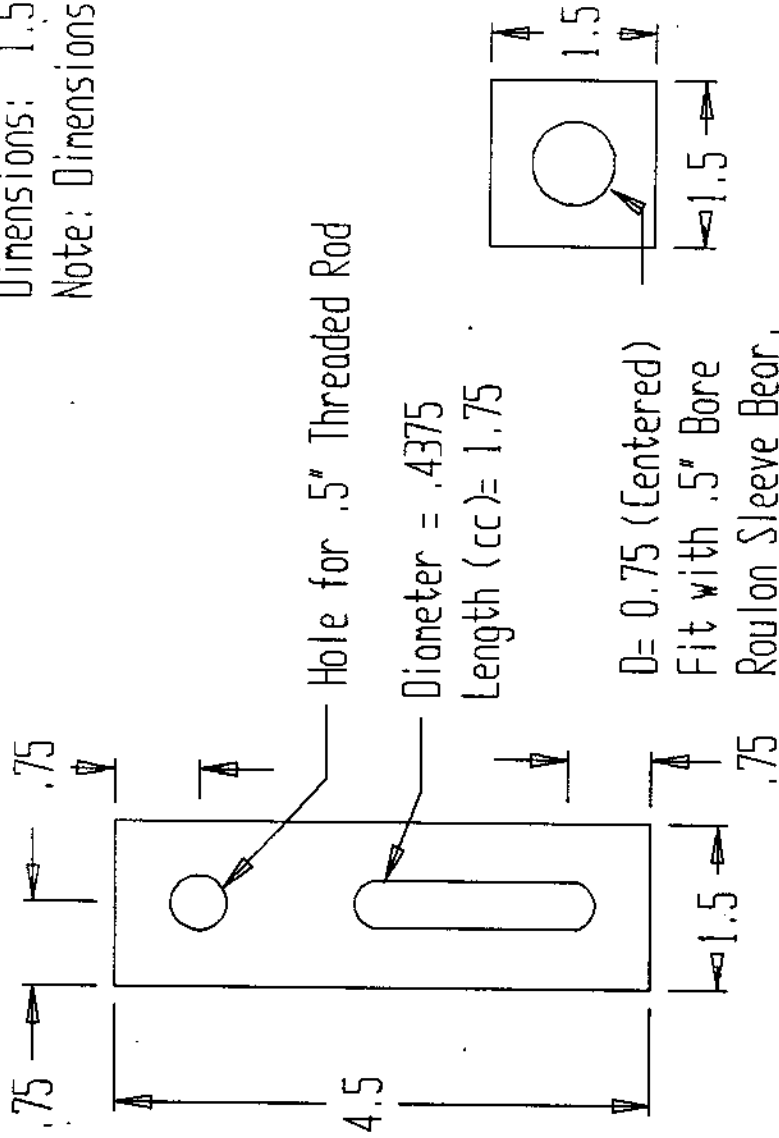 Dimensions: 1.5
Note: Dimensions
.75
.75
4.5
1.5
.75
Hole for .5" Threaded Rod
Diameter = .4375
Length (cc)= 1.75
D= 0.75 (Centered)
Fit with .5" Bore
Roulon Sleeve Bear.
1.5
1.5